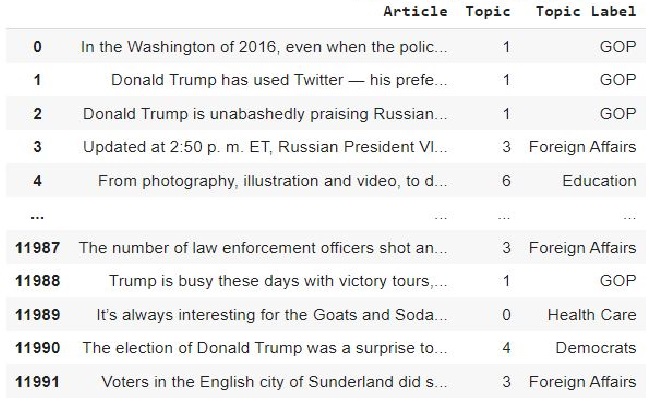 Article Topic Topic Label
0 In the Washington of 2016, even when the polic... 1 GOP
1 Donald Trump has used Twitter — his prefe... 1 GOP
2 Donald Trump is unabashedly praising Russian... 1 GOP
3 Updated at 2:50 p. m. ET, Russian President Vl... 3 Foreign Affairs
4 From photography, illustration and video, to d... 6 Education
... ... ... ...
11987 The number of law enforcement officers shot an... 3 Foreign Affairs
11988 Trump is busy these days with victory tours,... 1 GOP
11989 It's always interesting for the Goats and Soda... 0 Health Care
11990 The election of Donald Trump was a surprise to... 4 Democrats
11991 Voters in the English city of Sunderland did s... 3 Foreign Affairs